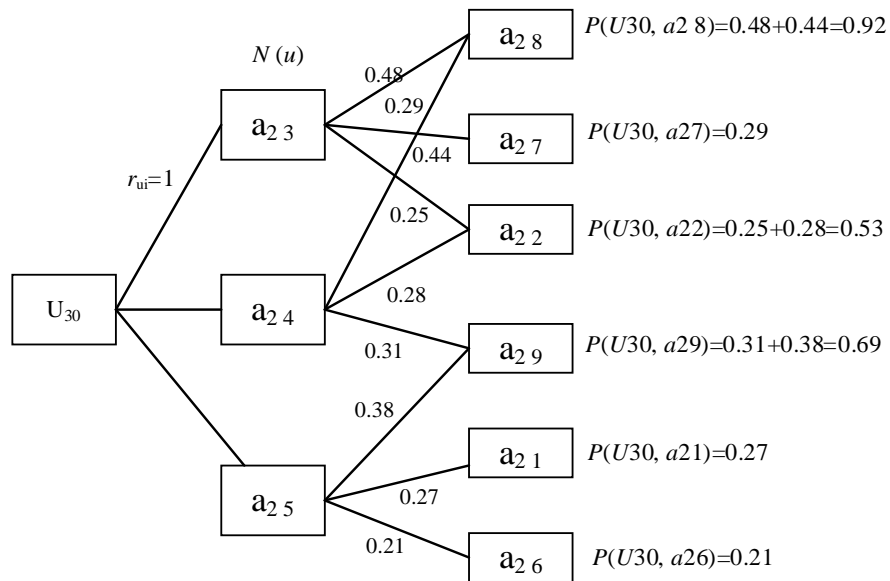 a2 8
P(U30, a2 8)=0.48+0.44=0.92
N (u)
0.48
a2 3
0.29
a2 7
P(U30, a27)=0.29
0.44
rui=1
0.25
a2 2
P(U30, a22)=0.25+0.28=0.53
U30
a2 4
0.28
0.31
a2 9
P(U30, a29)=0.31+0.38=0.69
0.38
a2 1
P(U30, a21)=0.27
a2 5
0.27
0.21
a2 6
P(U30, a26)=0.21